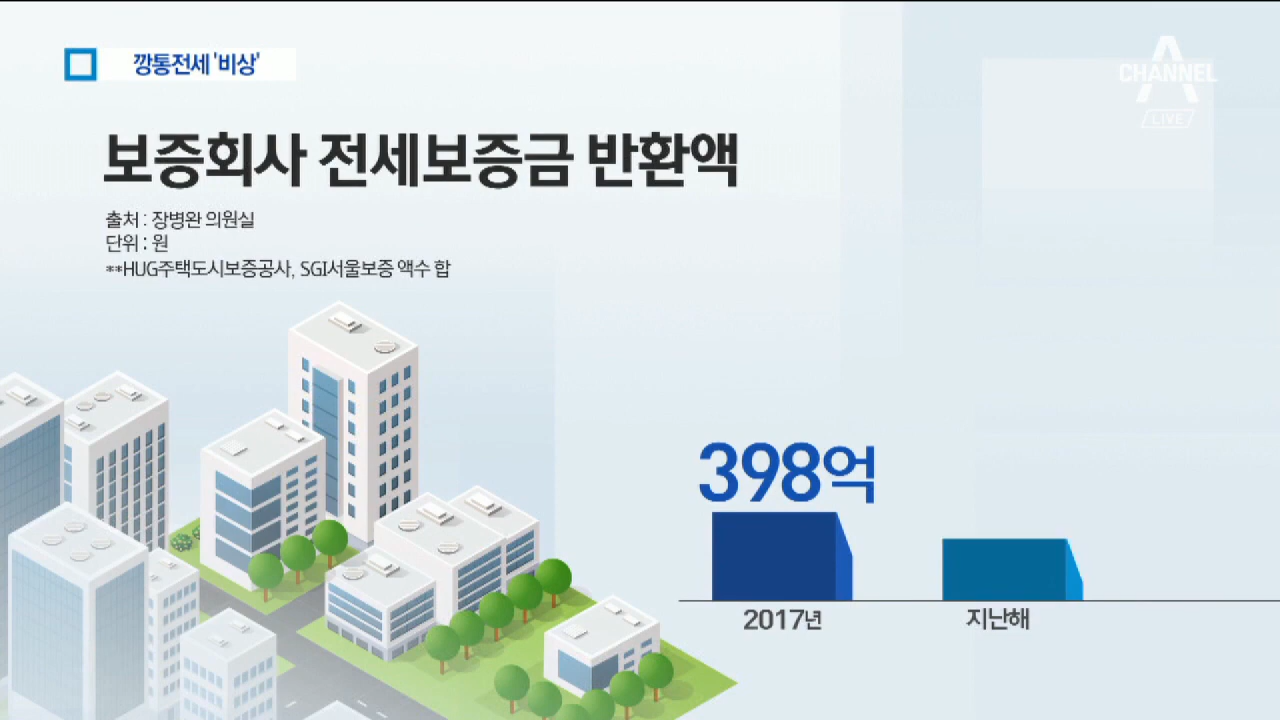 깡통전세 '비상'
CHANNEL A
LIVE
보증회사 전세보증금 반환액
출처 : 장병완 의원실
단위 : 원
**HUG주택도시보증공사, SGI서울보증 액수 합
398억
2017년
지난해